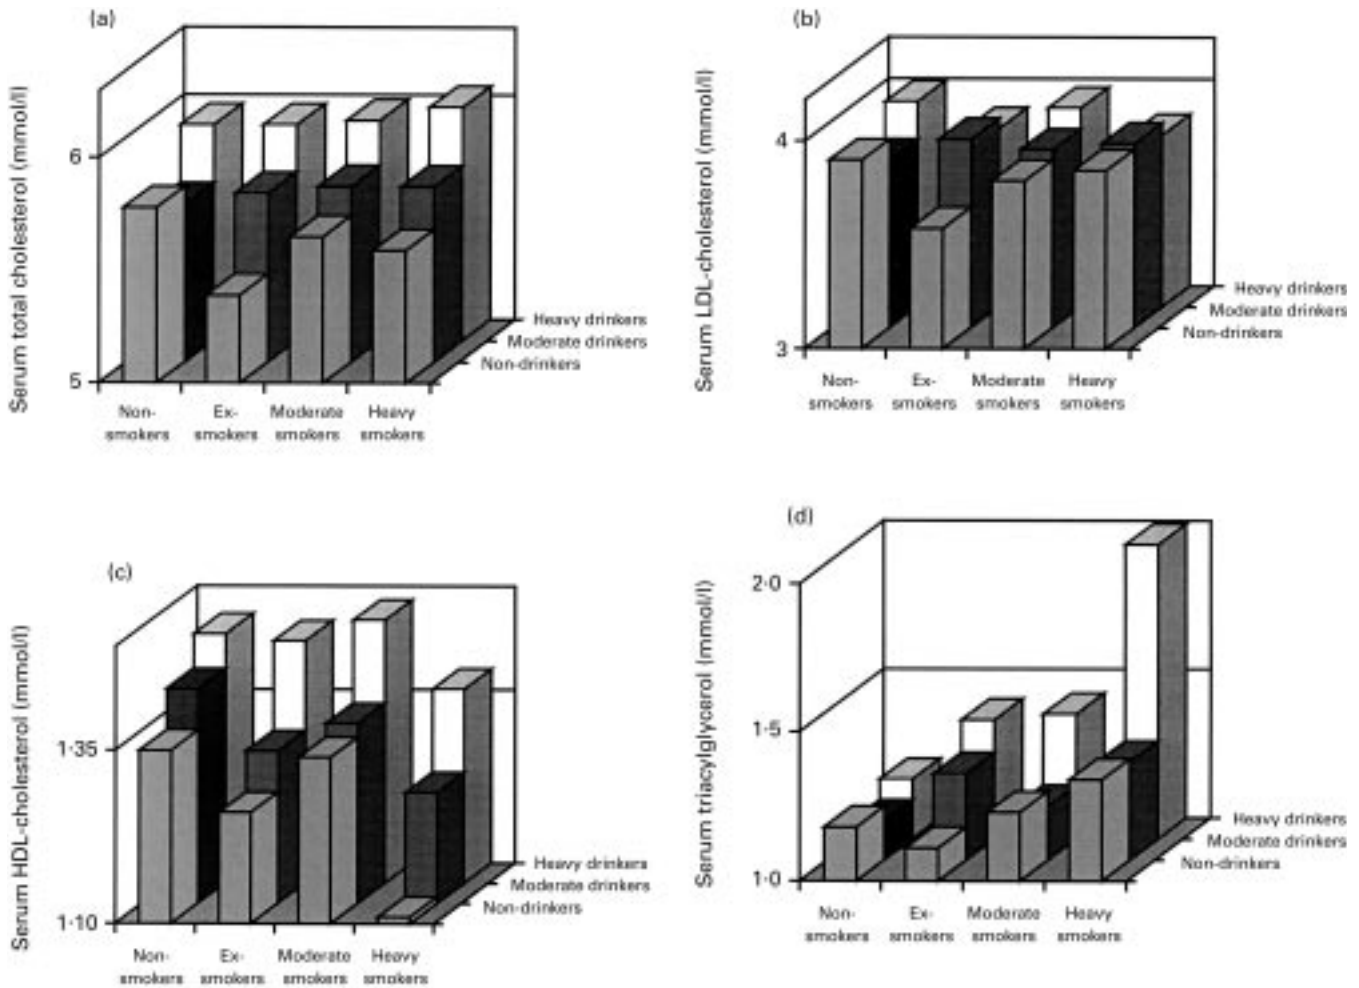 (a)
Serum total cholesterol (mmol/l)
6
5
Heavy drinkers
Moderate drinkers
Non-drinkers
Non-
smokers
Ex-
smokers
Moderate
smokers
Heavy
smokers
(b)
Serum LDL-cholesterol (mmol/l)
4
3
Heavy drinkers
Moderate drinkers
Non-drinkers
Non-
smokers
Ex-
smokers
Moderate
smokers
Heavy
smokers
(c)
Serum HDL-cholesterol (mmol/l)
1·35
1·10
Heavy drinkers
Moderate drinkers
Non-drinkers
Non-
smokers
Ex-
smokers
Moderate
smokers
Heavy
smokers
(d)
Serum triacylglycerol (mmol/l)
2·0
1·5
1·0
Heavy drinkers
Moderate drinkers
Non-drinkers
Non-
smokers
Ex-
smokers
Moderate
smokers
Heavy
smokers